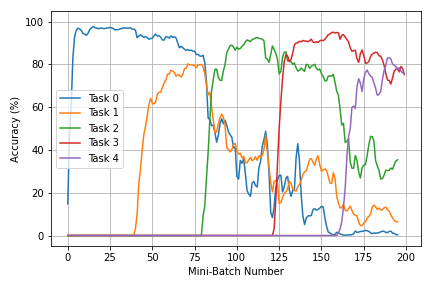 100
80
60
40
20
0
Accuracy (%)
Task 0
Task 1
Task 2
Task 3
Task 4
0 25 50 75 100 125 150 175 200
Mini-Batch Number